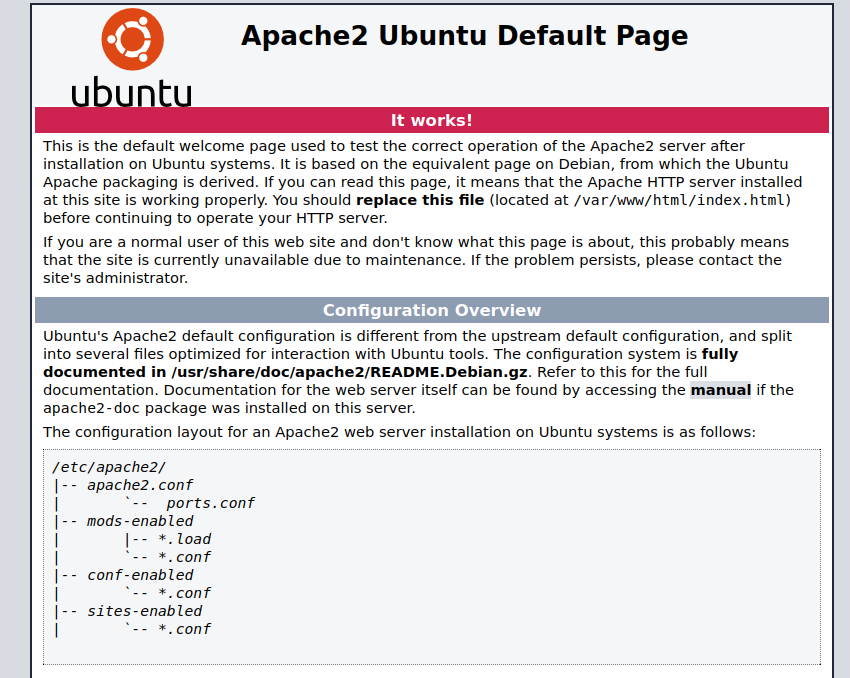 ubuntu
Apache2 Ubuntu Default Page
It works!
This is the default welcome page used to test the correct operation of the Apache2 server after
installation on Ubuntu systems. It is based on the equivalent page on Debian, from which the Ubuntu
Apache packaging is derived. If you can read this page, it means that the Apache HTTP server installed
at this site is working properly. You should replace this file (located at /var/www/html/index.html)
before continuing to operate your HTTP server.
If you are a normal user of this web site and don't know what this page is about, this probably means
that the site is currently unavailable due to maintenance. If the problem persists, please contact the
site's administrator.
Configuration Overview
Ubuntu's Apache2 default configuration is different from the upstream default configuration, and split
into several files optimized for interaction with Ubuntu tools. The configuration system is fully
documented in /usr/share/doc/apache2/README.Debian.gz. Refer to this for the full
documentation. Documentation for the web server itself can be found by accessing the manual if the
apache2-doc package was installed on this server.
The configuration layout for an Apache2 web server installation on Ubuntu systems is as follows:
/etc/apache2/
|-- apache2.conf
|       `--  ports.conf
|-- mods-enabled
|       |-- *.load
|       `-- *.conf
|-- conf-enabled
|       `-- *.conf
|-- sites-enabled
|       `-- *.conf